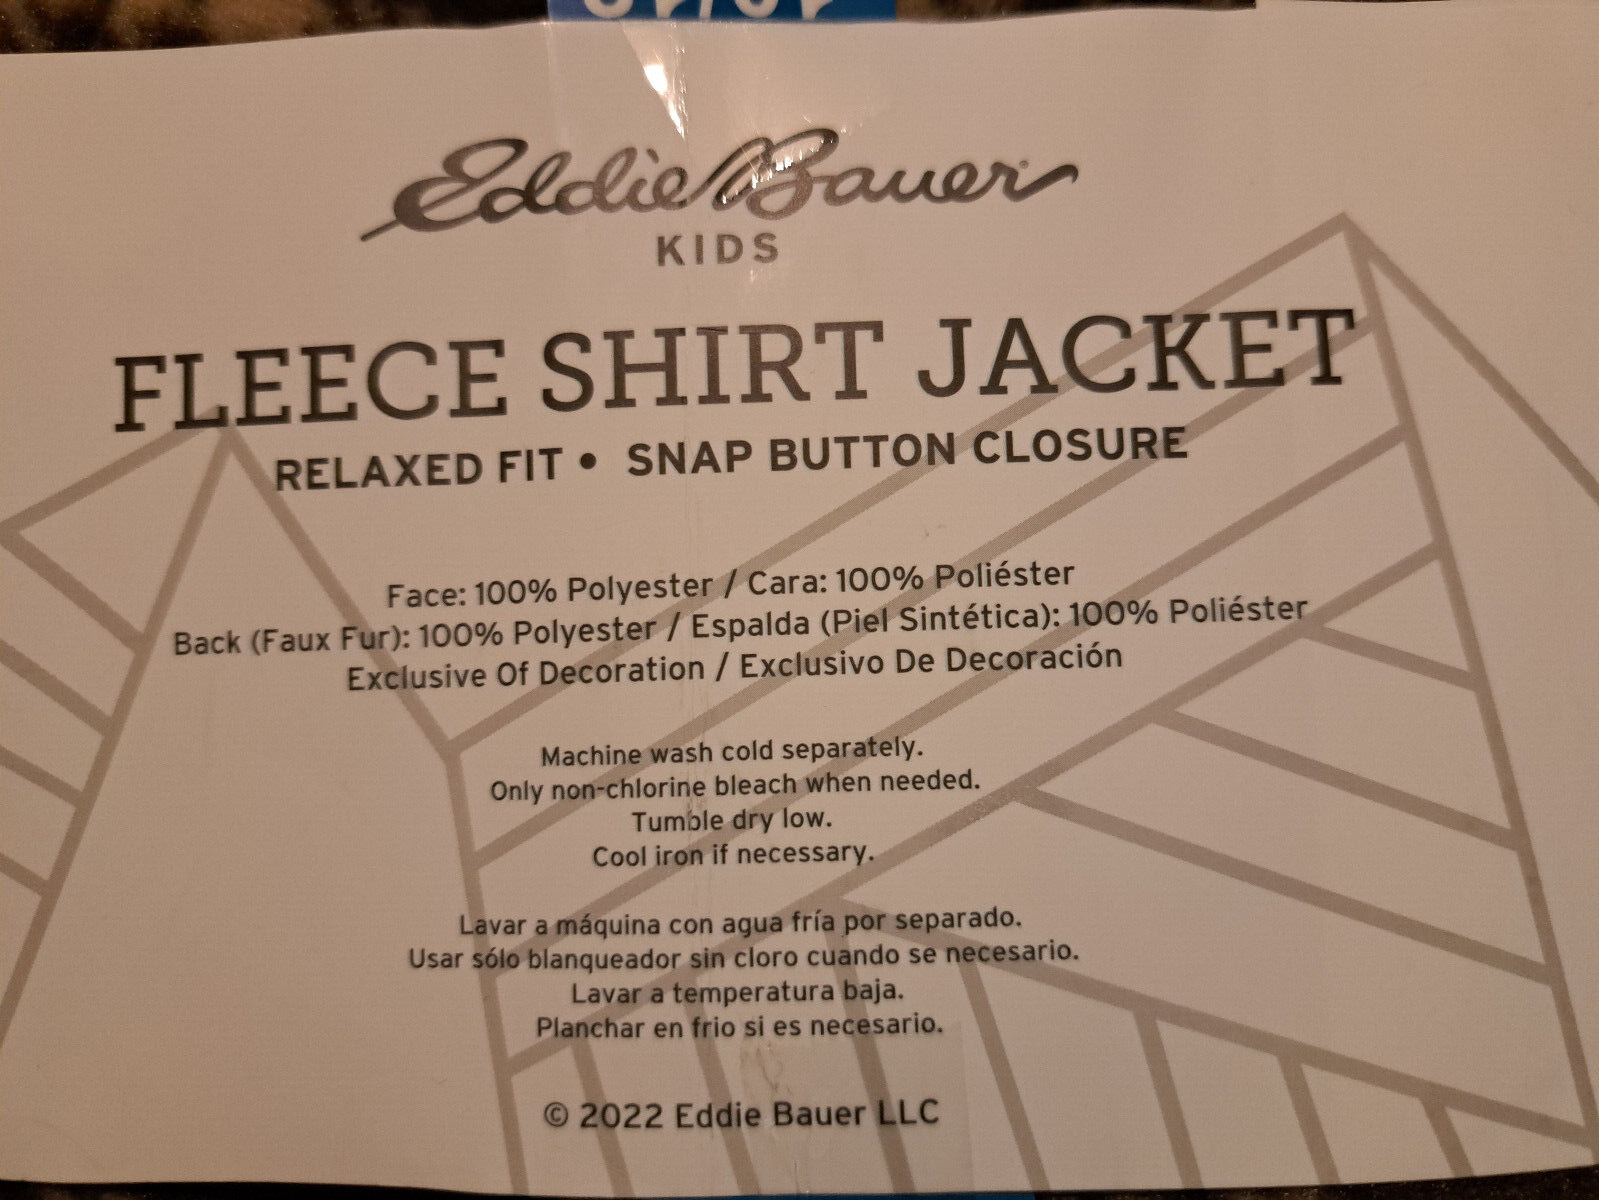 Eddie Bauer
KIDS
FLEECE SHIRT JACKET
RELAXED FIT • SNAP BUTTON CLOSURE
Face: 100% Polyester / Cara: 100% Poliéster
Back (Faux Fur): 100% Polyester / Espalda (Piel Sintética): 100% Poliéster
Exclusive Of Decoration / Exclusivo De Decoración
Machine wash cold separately.
Only non-chlorine bleach when needed.
Tumble dry low.
Cool iron if necessary.
Lavar a máquina con agua fría por separado.
Usar sólo blanqueador sin cloro cuando se necesario.
Lavar a temperatura baja.
Planchar en frio si es necesario.
© 2022 Eddie Bauer LLC